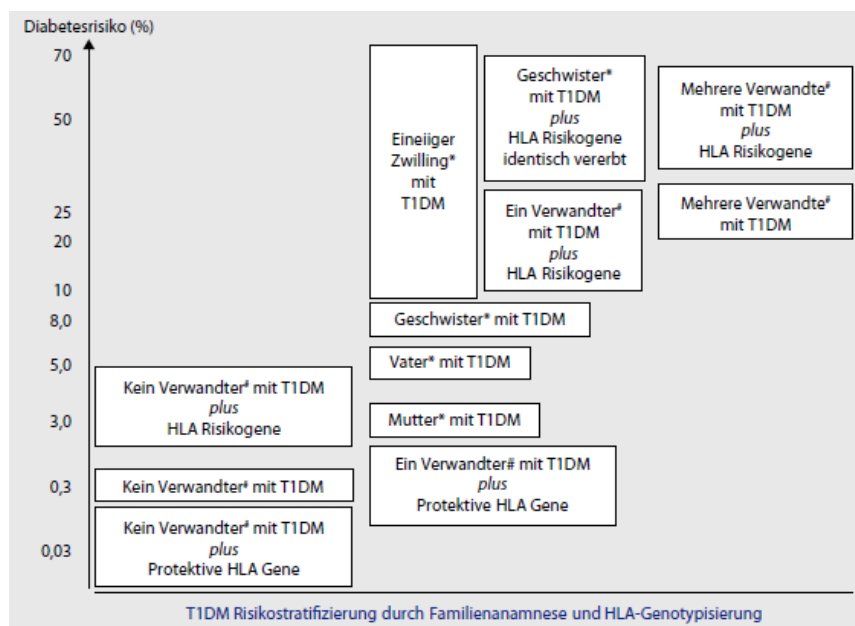 Diabetesrisiko (%)
70
50
25
20
10
8,0
5,0
3,0
0,3
0,03
Eineiiger
Zwilling*
mit
T1DM
Geschwister*
mit T1DM
plus
HLA Risikogene
identisch vererbt
Mehrere Verwandte#
mit T1DM
plus
HLA Risikogene
Ein Verwandter#
mit T1DM
plus
HLA Risikogene
Mehrere Verwandte#
mit T1DM
Geschwister* mit T1DM
Vater* mit T1DM
Kein Verwandter# mit T1DM
plus
HLA Risikogene
Mutter* mit T1DM
Kein Verwandter# mit T1DM
Ein Verwandter# mit T1DM
plus
Protektive HLA Gene
Kein Verwandter# mit T1DM
plus
Protektive HLA Gene
T1DM Risikostratifizierung durch Familienanamnese und HLA-Genotypisierung